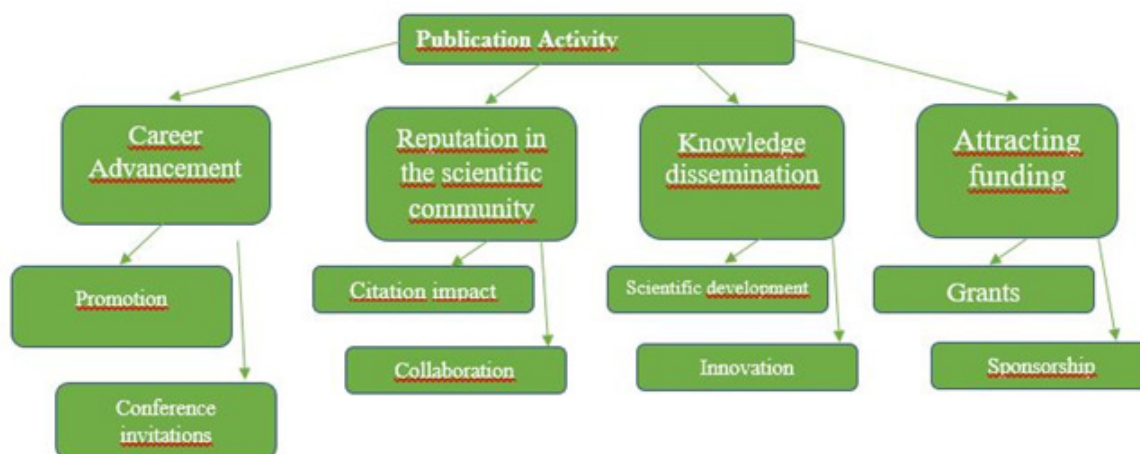 Publication Activity
Career
Advancement
Reputation in
the scientific
community
Knowledge
dissemination
Attracting
funding
Promotion
Citation impact
Scientific development
Grants
Collaboration
Innovation
Sponsorship
Conference
invitations